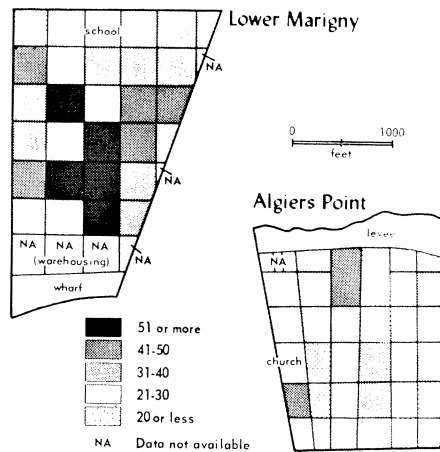 Lower Marigny
school
NA
0 1000
feet
NA
Algiers Point
levee
NA NA NA
NA
NA
(warehousing)
wharf
51 or more
church
41-50
31-40
21-30
20 or less
NA Data not available